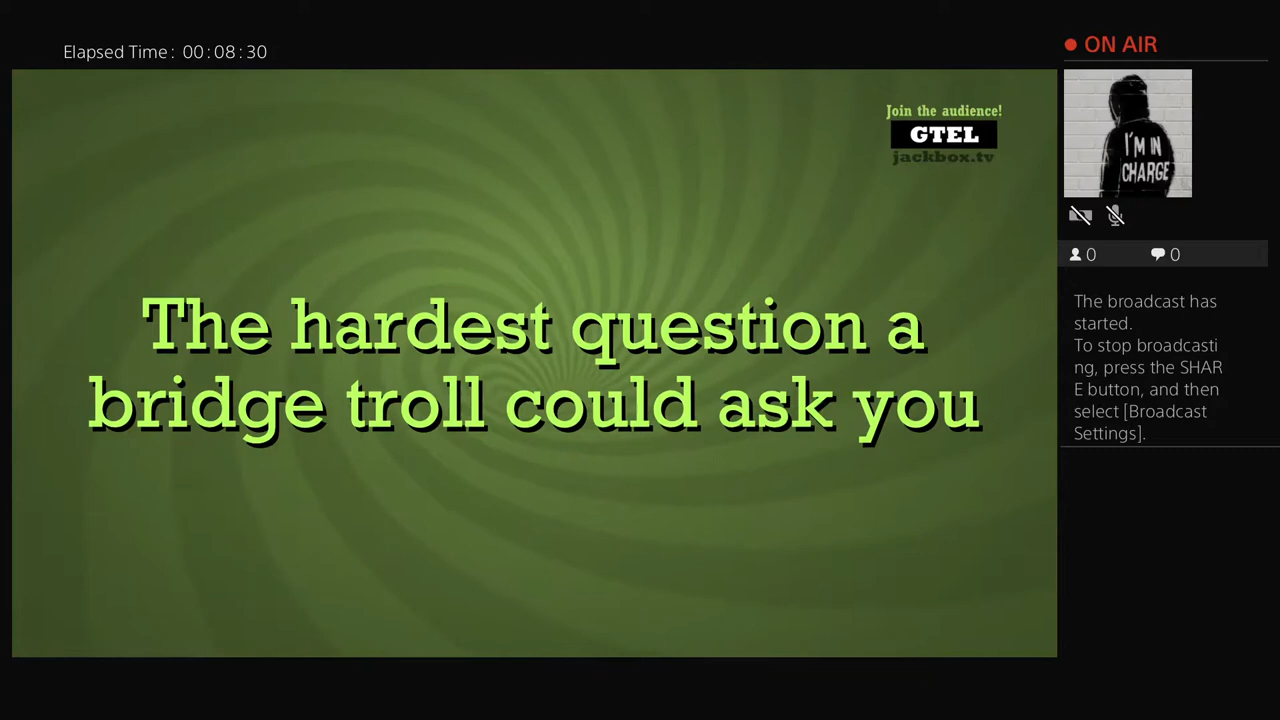 Elapsed Time: 00:08:30
ON AIR
Join the audience!
GTEL
jackbox.tv
I'M IN
CHARGE
The hardest question a
bridge troll could ask you
0 0
The broadcast has
started.
To stop broadcasti
ng, press the SHAR
E button, and then
select [Broadcast
Settings].